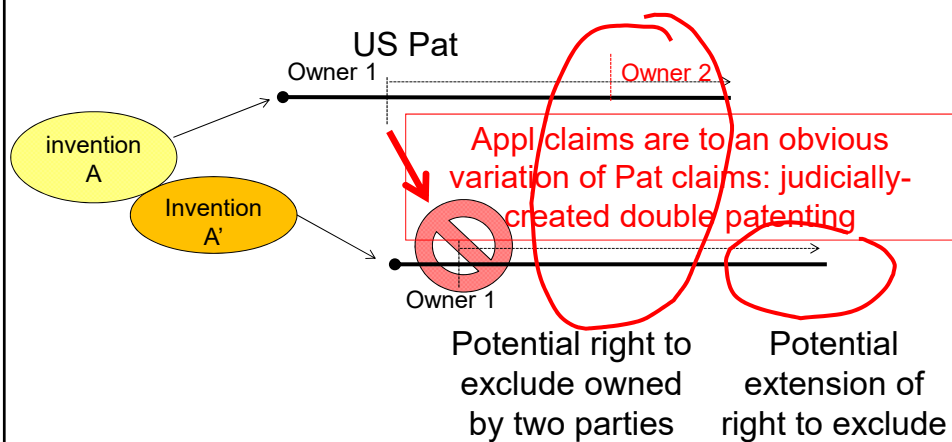 US Pat
Owner 1
Owner 2
invention
A
Appl claims are to an obvious
variation of Pat claims: judicially-
created double patenting
Invention
A'
Owner 1
Potential right to
exclude owned
by two parties
Potential
extension of
right to exclude